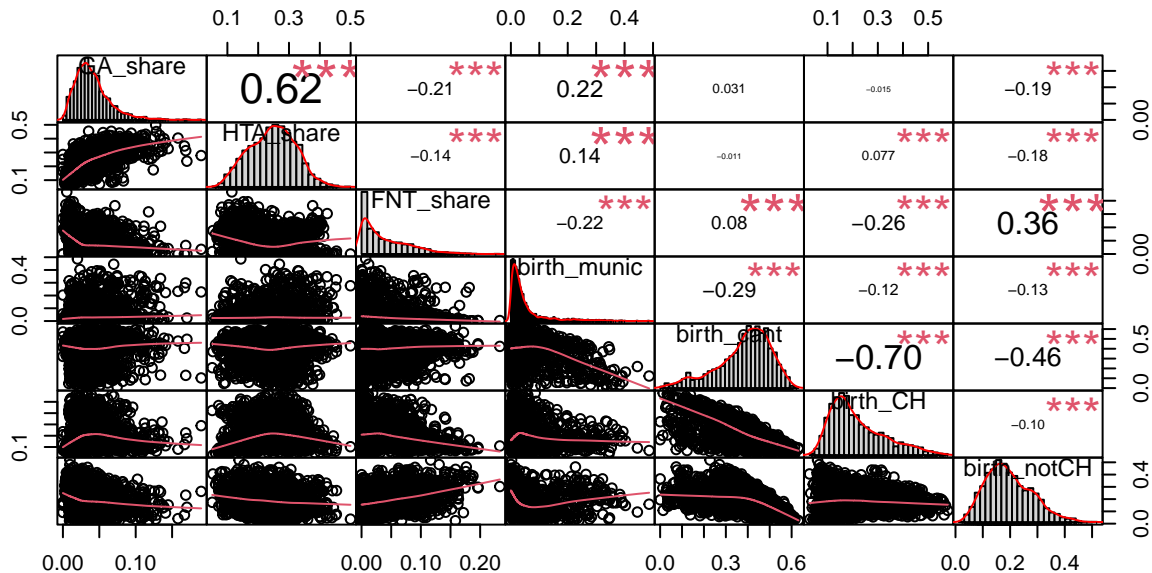 0.1 0.3 0.5 0.0 0.2 0.4 0.1 0.3 0.5
GA_share 0.62 *** −0.21 *** 0.22 *** 0.031 −0.015 −0.19 *** 0.00
0.1 0.5 HTA_share −0.14 *** 0.14 *** −0.011 0.077 *** −0.18 ***
FNT_share −0.22 *** 0.08 *** −0.26 *** 0.36 *** 0.00
0.0 0.4 birth_munic −0.29 *** −0.12 *** −0.13 ***
birth_cant −0.70 *** −0.46 *** 0.0 0.5
0.1 birth_CH −0.10 ***
birth_notCH 0.0 0.4
0.00 0.10 0.00 0.10 0.20 0.0 0.3 0.6 0.0 0.2 0.4